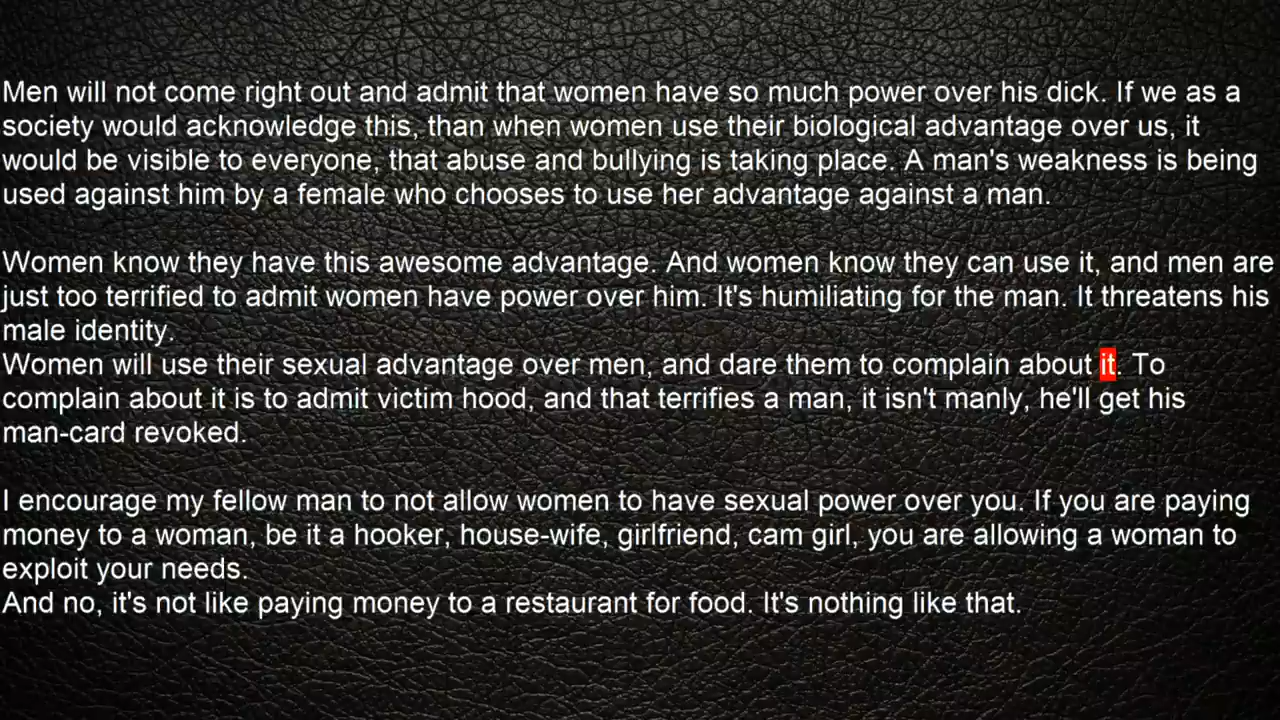 Men will not come right out and admit that women have so much power over his dick. If we as a
society would acknowledge this, than when women use their biological advantage over us, it
would be visible to everyone, that abuse and bullying is taking place. A man's weakness is being
used against him by a female who chooses to use her advantage against a man.
Women know they have this awesome advantage. And women know they can use it, and men are
just too terrified to admit women have power over him. It's humiliating for the man. It threatens his
male identity.
Women will use their sexual advantage over men, and dare them to complain about it. To
complain about it is to admit victim hood, and that terrifies a man, it isn't manly, he'll get his
man-card revoked.
I encourage my fellow man to not allow women to have sexual power over you. If you are paying
money to a woman, be it a hooker, house-wife, girlfriend, cam girl, you are allowing a woman to
exploit your needs.
And no, it's not like paying money to a restaurant for food. It's nothing like that.